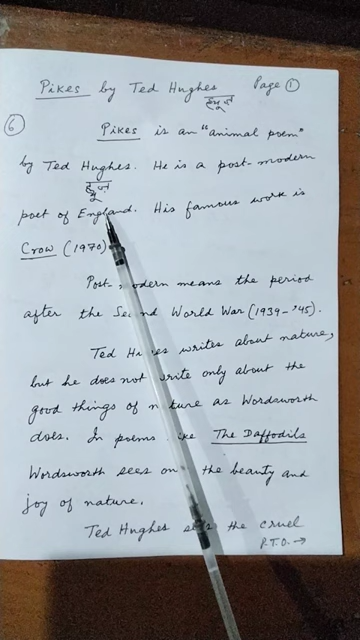 Pikes by Ted Hughes Page ①
ह्यूज़
⑥
Pikes is an "animal poem"
by Ted Hughes. He is a post-modern
ह्यूज़
poet of England. His famous work is
Crow (1970)
Post- modern means the period
after the Second World War (1939-'45).
Ted Hughes writes about nature,
but he does not write only about the
good things of nature as Wordsworth
does. In poems like The Daffodils
Wordsworth sees only the beauty and
joy of nature.
Ted Hughes sees the cruel
P.T.O. →